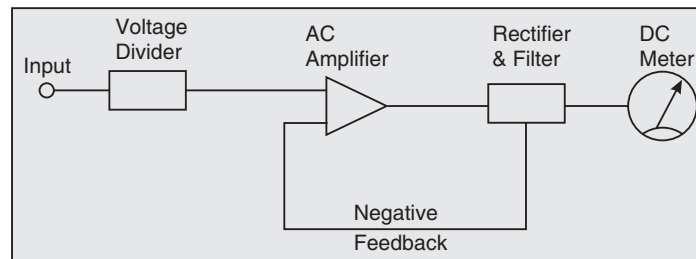 Input
Voltage
Divider
AC
Amplifier
Rectifier
& Filter
DC
Meter
Negative
Feedback